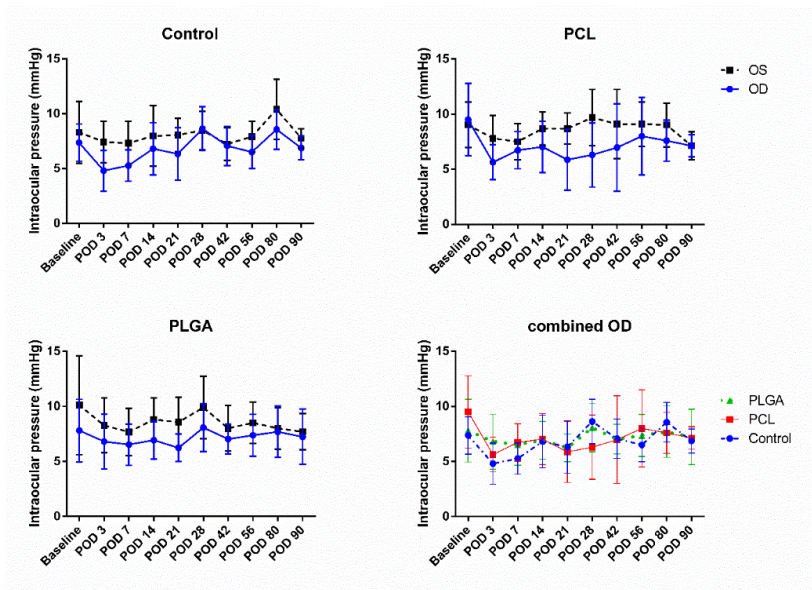 Control
Intraocular pressure (mmHg)
15
10
5
0
Baseline
POD 3
POD 7
POD 14
POD 21
POD 28
POD 42
POD 56
POD 80
POD 90
PCL
Intraocular pressure (mmHg)
15
10
5
0
Baseline
POD 3
POD 7
POD 14
POD 21
POD 28
POD 42
POD 56
POD 80
POD 90
OS
OD
PLGA
Intraocular pressure (mmHg)
15
10
5
0
Baseline
POD 3
POD 7
POD 14
POD 21
POD 28
POD 42
POD 56
POD 80
POD 90
combined OD
Intraocular pressure (mmHg)
15
10
5
0
Baseline
POD 3
POD 7
POD 14
POD 21
POD 28
POD 42
POD 56
POD 80
POD 90
PLGA
PCL
Control